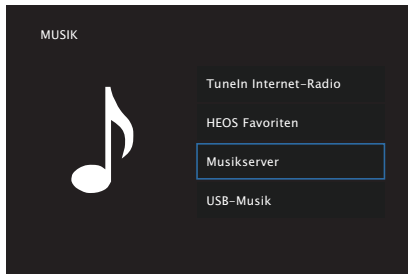 MUSIK
TuneIn Internet-Radio
HEOS Favoriten
Musikserver
USB-Musik